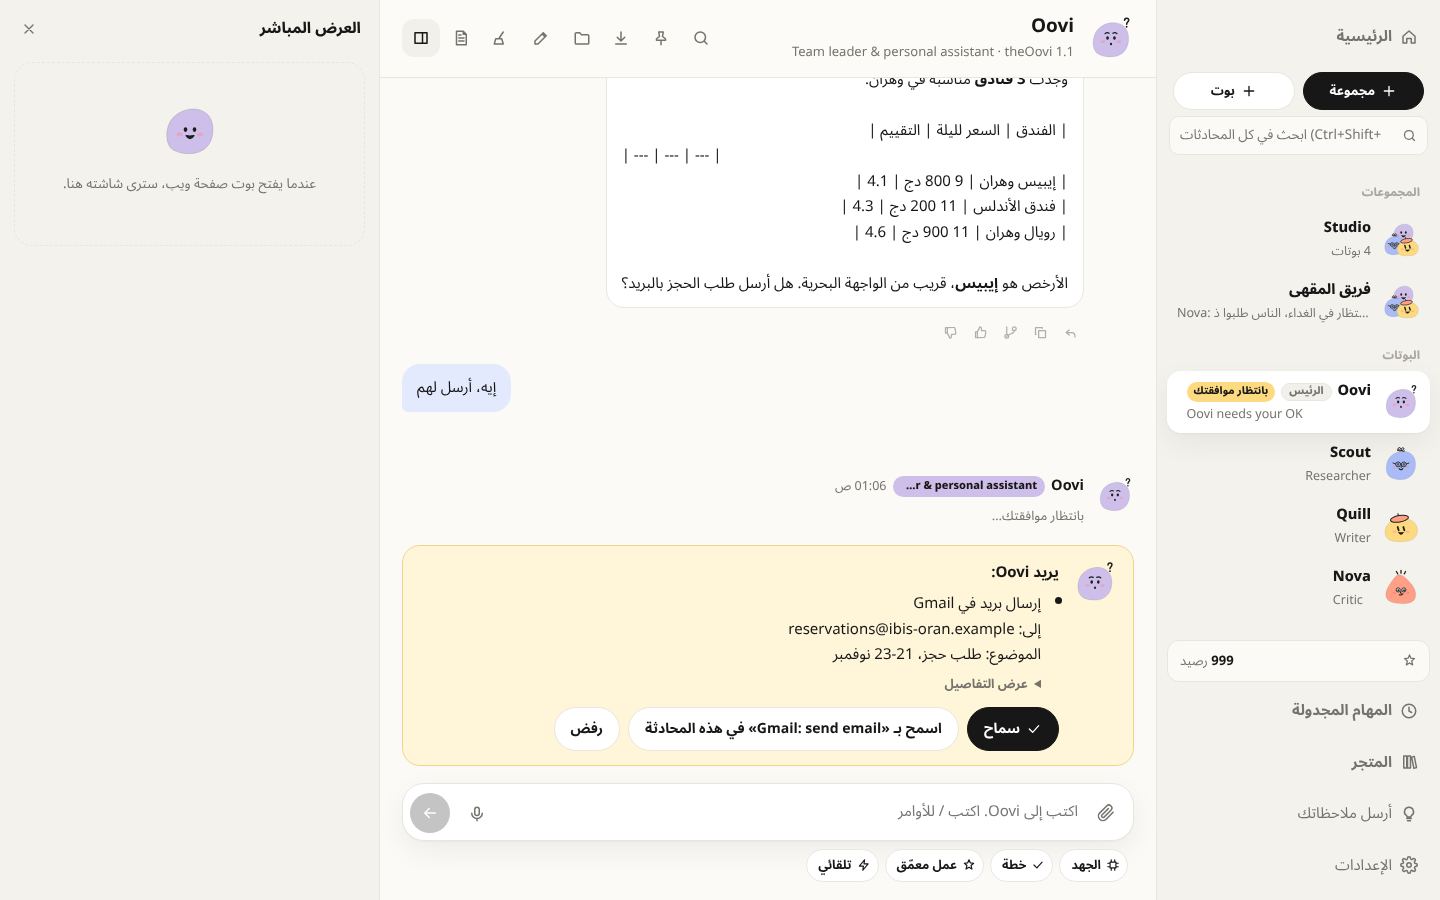 الرئيسية
مجموعة
بوت
ابحث في كل المحادثات (Ctrl+Shift+
المجموعات
Studio
4 بوتات
فريق المقهى
Nova: تظار في الغداء، الناس طلبوا ذ...
البوتات
Oovi الرئيس بانتظار موافقتك
Oovi needs your OK
Scout
Researcher
Quill
Writer
Nova
Critic
999 رصيد
المهام المجدولة
المتجر
أرسل ملاحظاتك
الإعدادات
Oovi
Team leader & personal assistant · theOovi 1.1
وجدت 3 فنادق مناسبة في وهران.
| الفندق | السعر لليلة | التقييم |
| --- | --- | --- |
| إيبيس وهران | 9 800 دج | 4.1 |
| فندق الأندلس | 11 200 دج | 4.3 |
| رويال وهران | 11 900 دج | 4.6 |
الأرخص هو إيبيس، قريب من الواجهة البحرية. هل أرسل طلب الحجز بالبريد؟
إيه، أرسل لهم
Oovi ...r & personal assistant 01:06 ص
بانتظار موافقتك...
يريد Oovi:
إرسال بريد في Gmail
إلى: reservations@ibis-oran.example
الموضوع: طلب حجز، 21-23 نوفمبر
عرض التفاصيل
سماح
اسمح بـ «Gmail: send email» في هذه المحادثة
رفض
اكتب إلى Oovi. اكتب / للأوامر
الجهد
خطة
عمل معمّق
تلقائي
العرض المباشر
عندما يفتح بوت صفحة ويب، سترى شاشته هنا.